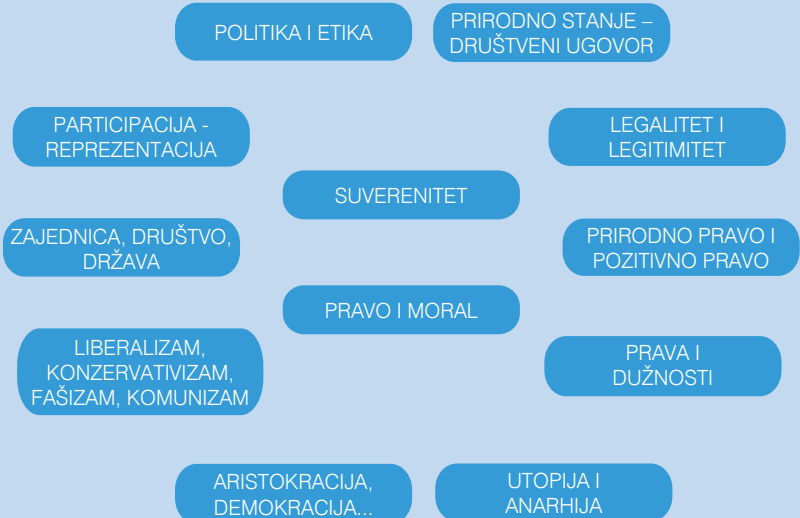 POLITIKA I ETIKA
PRIRODNO STANJE –
DRUŠTVENI UGOVOR
PARTICIPACIJA -
REPREZENTACIJA
LEGALITET I
LEGITIMITET
SUVERENITET
ZAJEDNICA, DRUŠTVO,
DRŽAVA
PRIRODNO PRAVO I
POZITIVNO PRAVO
PRAVO I MORAL
LIBERALIZAM,
KONZERVATIVIZAM,
FAŠIZAM, KOMUNIZAM
PRAVA I
DUŽNOSTI
ARISTOKRACIJA,
DEMOKRACIJA...
UTOPIJA I
ANARHIJA